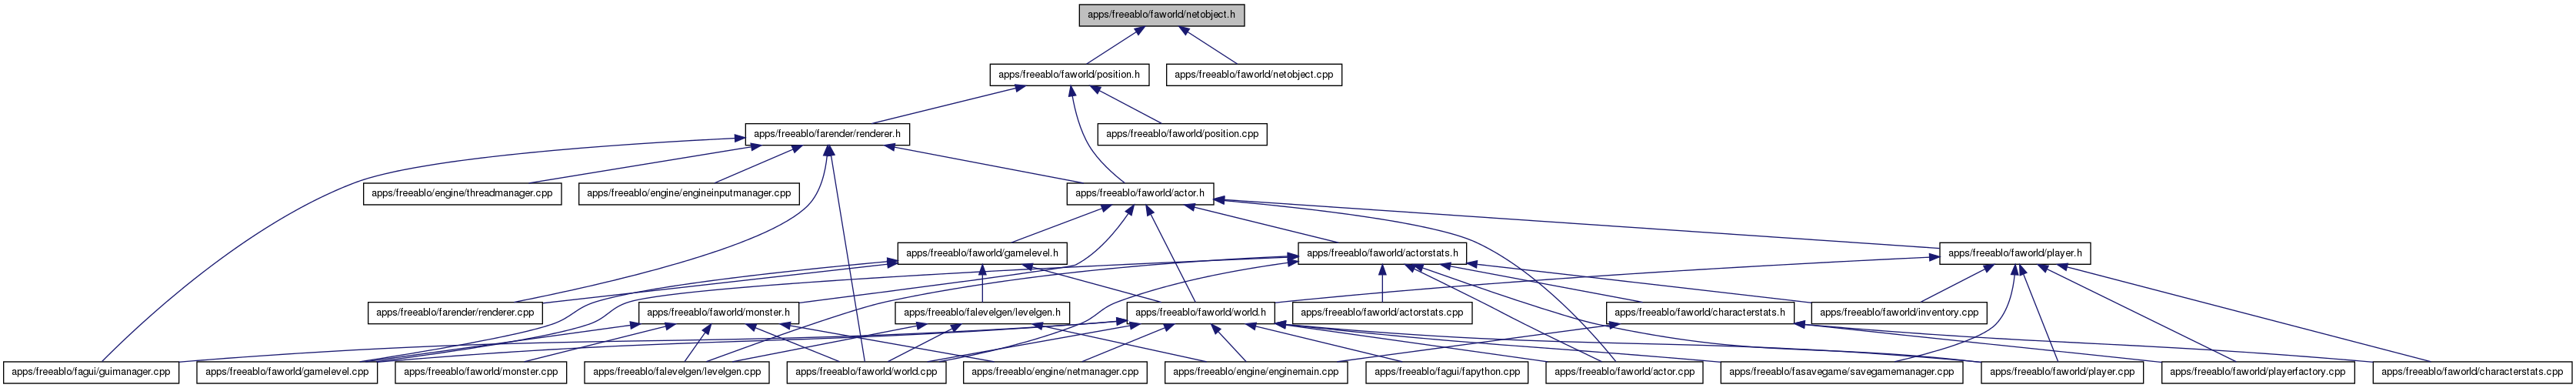 apps/freeablo/faworld/netobject.h
apps/freeablo/faworld/position.h
apps/freeablo/faworld/netobject.cpp
apps/freeablo/farender/renderer.h
apps/freeablo/faworld/position.cpp
apps/freeablo/engine/threadmanager.cpp
apps/freeablo/engine/engineinputmanager.cpp
apps/freeablo/faworld/actor.h
apps/freeablo/faworld/gamelevel.h
apps/freeablo/faworld/actorstats.h
apps/freeablo/faworld/player.h
apps/freeablo/farender/renderer.cpp
apps/freeablo/faworld/monster.h
apps/freeablo/falevelgen/levelgen.h
apps/freeablo/faworld/world.h
apps/freeablo/faworld/actorstats.cpp
apps/freeablo/faworld/characterstats.h
apps/freeablo/faworld/inventory.cpp
apps/freeablo/fagui/guimanager.cpp
apps/freeablo/faworld/gamelevel.cpp
apps/freeablo/faworld/monster.cpp
apps/freeablo/falevelgen/levelgen.cpp
apps/freeablo/faworld/world.cpp
apps/freeablo/engine/netmanager.cpp
apps/freeablo/engine/enginemain.cpp
apps/freeablo/fagui/fapython.cpp
apps/freeablo/faworld/actor.cpp
apps/freeablo/fasavegame/savegamemanager.cpp
apps/freeablo/faworld/player.cpp
apps/freeablo/faworld/playerfactory.cpp
apps/freeablo/faworld/characterstats.cpp